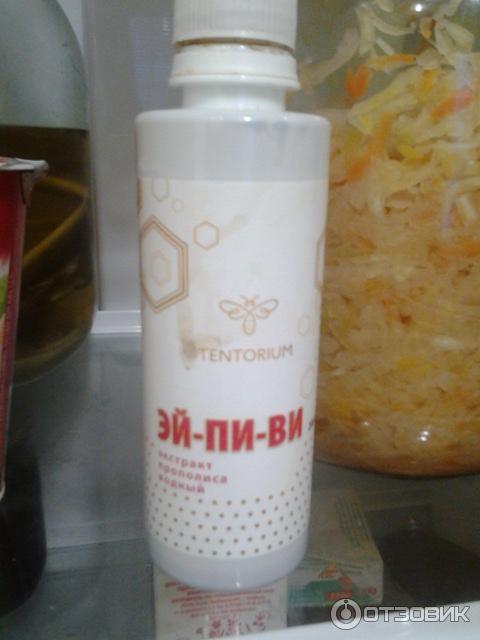 TENTORIUM
ЭЙ-ПИ-ВИ
экстракт
прополиса
водный
ОТЗОВИК